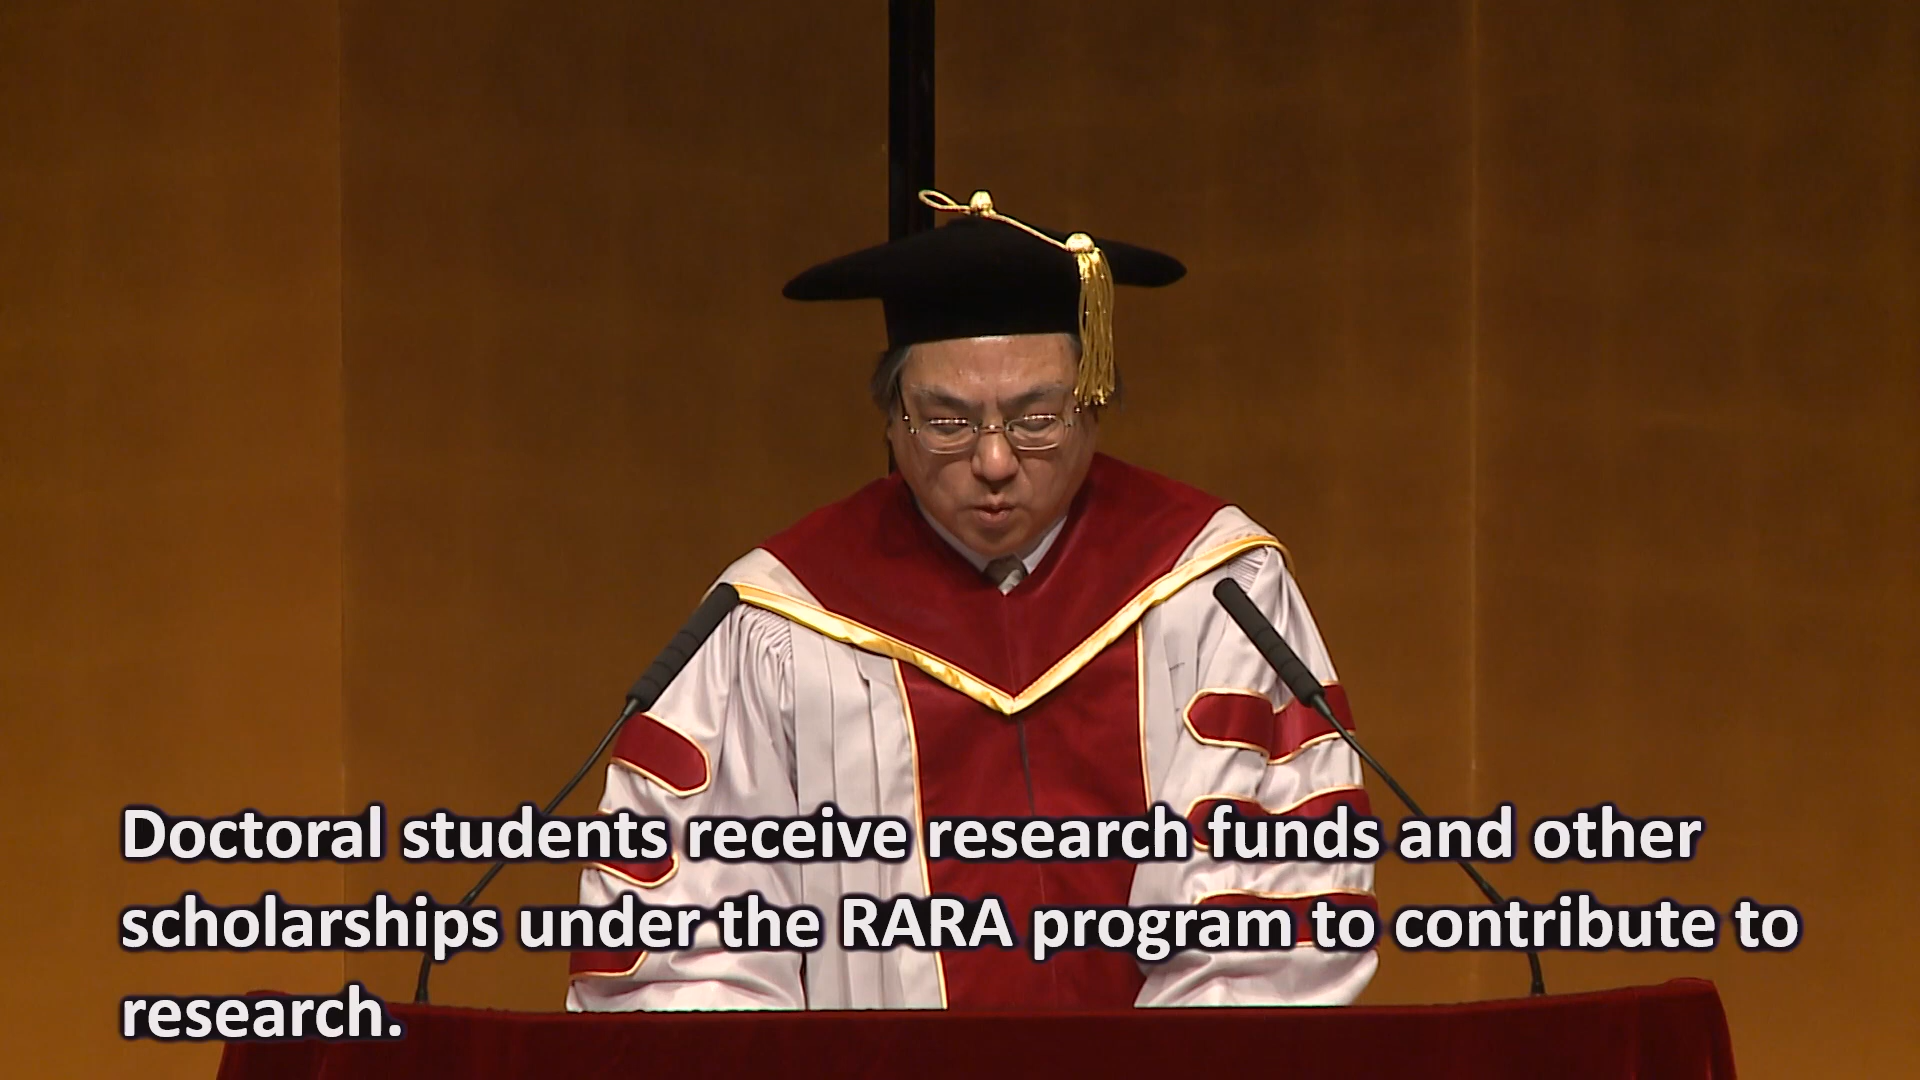 Doctoral students receive research funds and other
scholarships under the RARA program to contribute to
research.